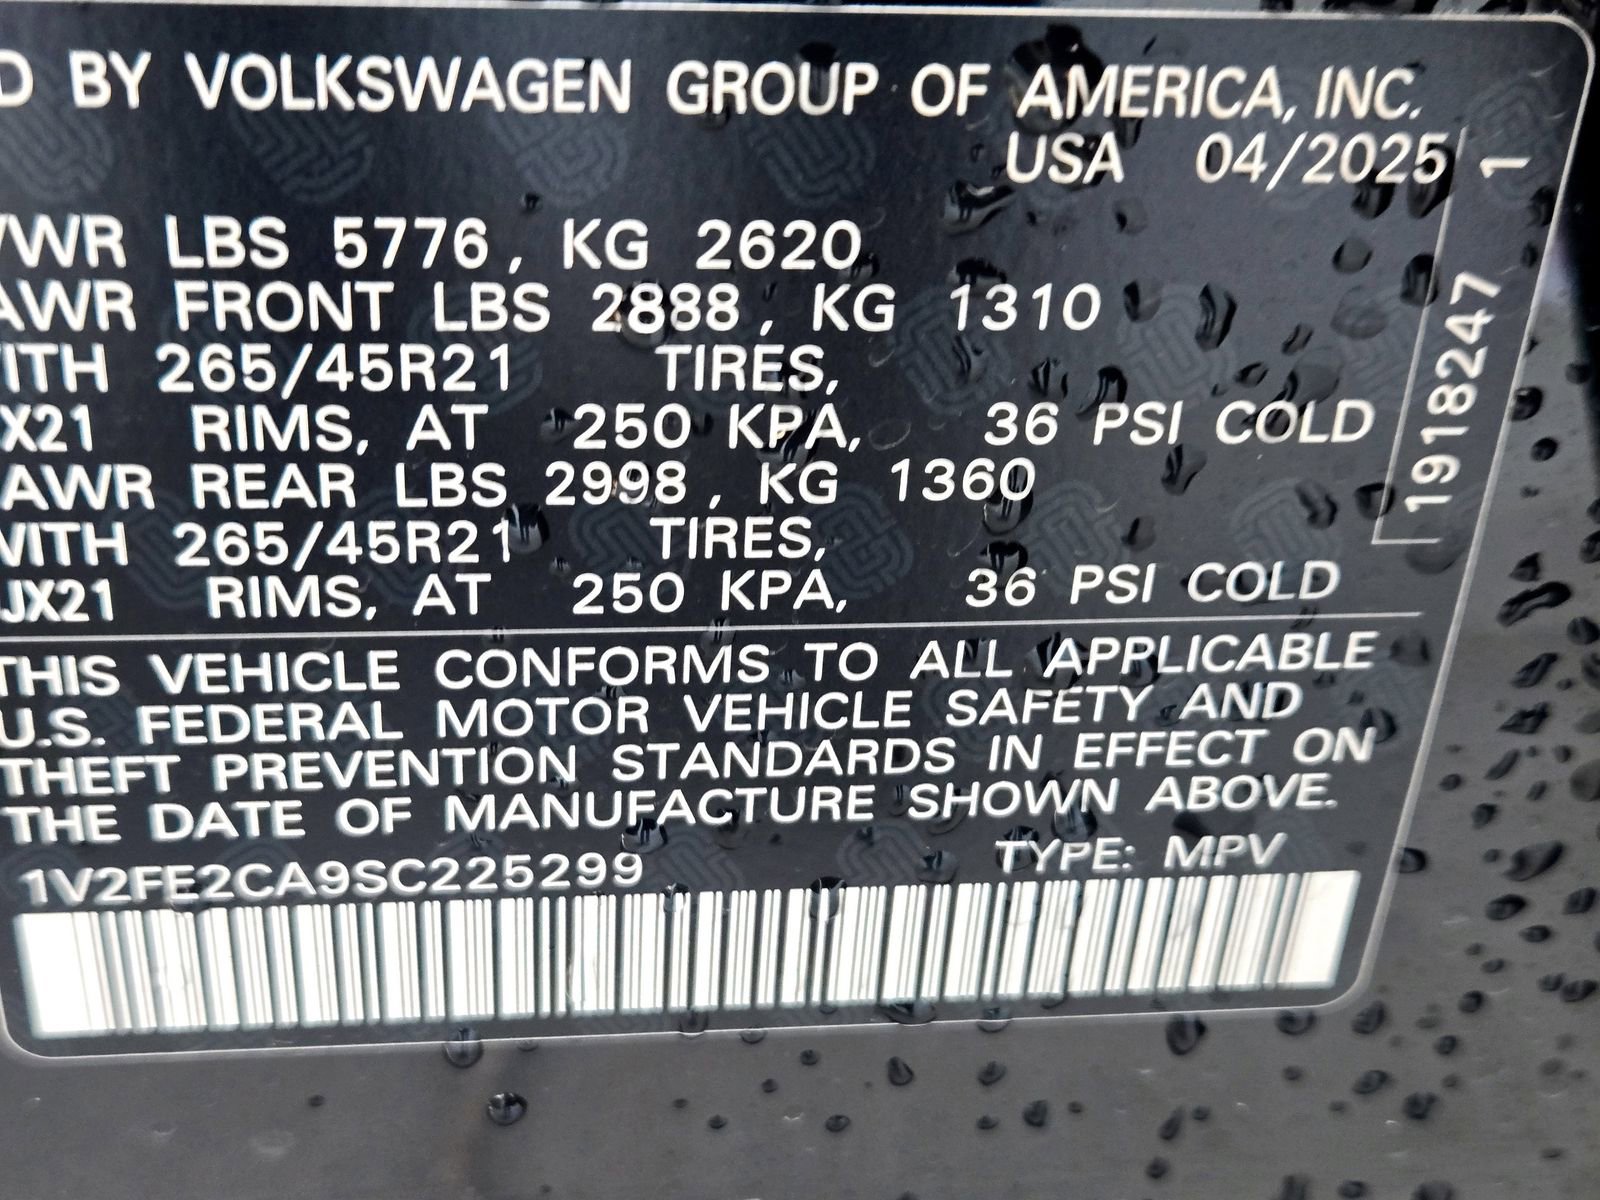 D BY VOLKSWAGEN GROUP OF AMERICA, INC.
USA 04/2025
VWR LBS 5776, KG 2620
AWR FRONT LBS 2888, KG 1310
ITH 265/45R21 TIRES,
X21 RIMS, AT 250 KPA, 36 PSI COLD
AWR REAR LBS 2998, KG 1360
WITH 265/45R21 TIRES,
JX21 RIMS, AT 250 KPA, 36 PSI COLD
THIS VEHICLE CONFORMS TO ALL APPLICABLE
U.S. FEDERAL MOTOR VEHICLE SAFETY AND
THEFT PREVENTION STANDARDS IN EFFECT ON
THE DATE OF MANUFACTURE SHOWN ABOVE.
1V2FE2CA9SC225299 TYPE: MPV
1918247 1